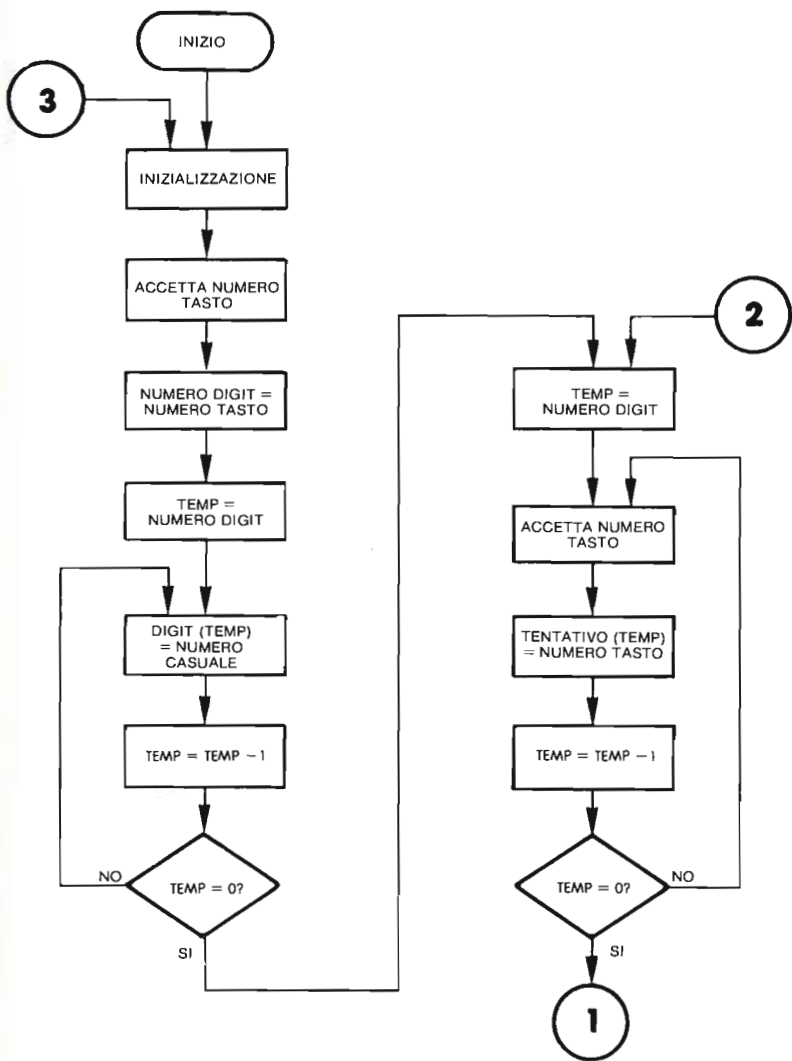 INIZIO
3
INIZIALIZZAZIONE
ACCETTA NUMERO
TASTO
NUMERO DIGIT =
NUMERO TASTO
TEMP =
NUMERO DIGIT
DIGIT (TEMP)
= NUMERO
CASUALE
TEMP = TEMP – 1
TEMP = 0?
NO
SI
2
TEMP =
NUMERO DIGIT
ACCETTA NUMERO
TASTO
TENTATIVO (TEMP)
= NUMERO TASTO
TEMP = TEMP – 1
TEMP = 0?
NO
SI
1